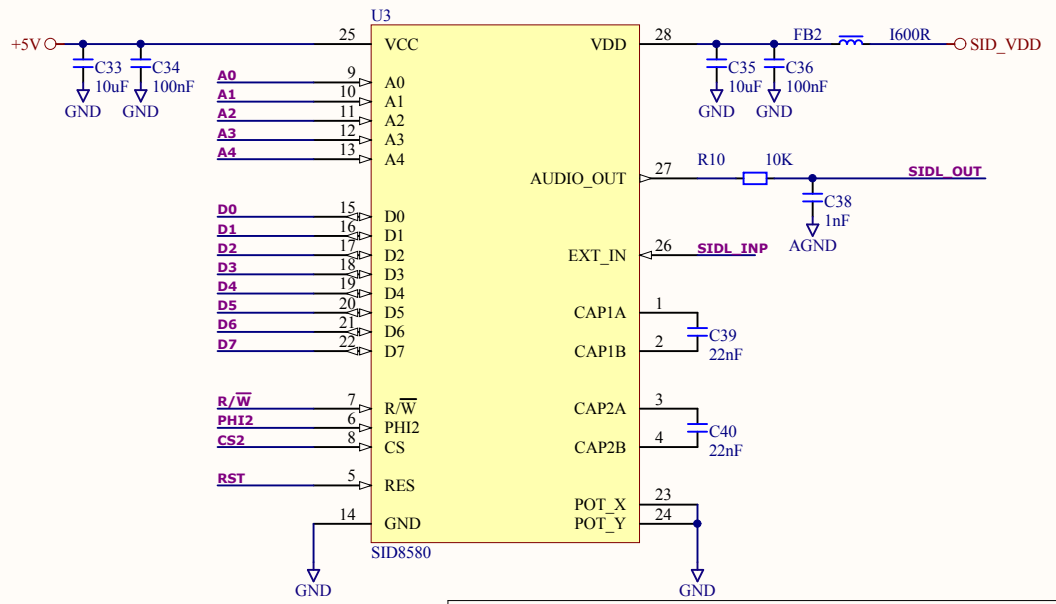 U3
+5V
25
VCC
VDD
28
FB2
I600R
SID_VDD
C33
10uF
GND
C34
100nF
GND
C35
10uF
GND
C36
100nF
GND
A0
9
A0
A1
10
A1
A2
11
A2
A3
12
A3
A4
13
A4
AUDIO_OUT
27
R10
10K
SIDL_OUT
C38
1nF
AGND
D0
15
D0
D1
16
D1
D2
17
D2
D3
18
D3
D4
19
D4
D5
20
D5
D6
21
D6
D7
22
D7
EXT_IN
26
SIDL_INP
CAP1A
1
C39
22nF
CAP1B
2
CAP2A
3
C40
22nF
CAP2B
4
R/W̅
7
R/W̅
PHI2
6
PHI2
CS2
8
CS
RST
5
RES
14
GND
GND
POT_X
23
POT_Y
24
GND
SID8580